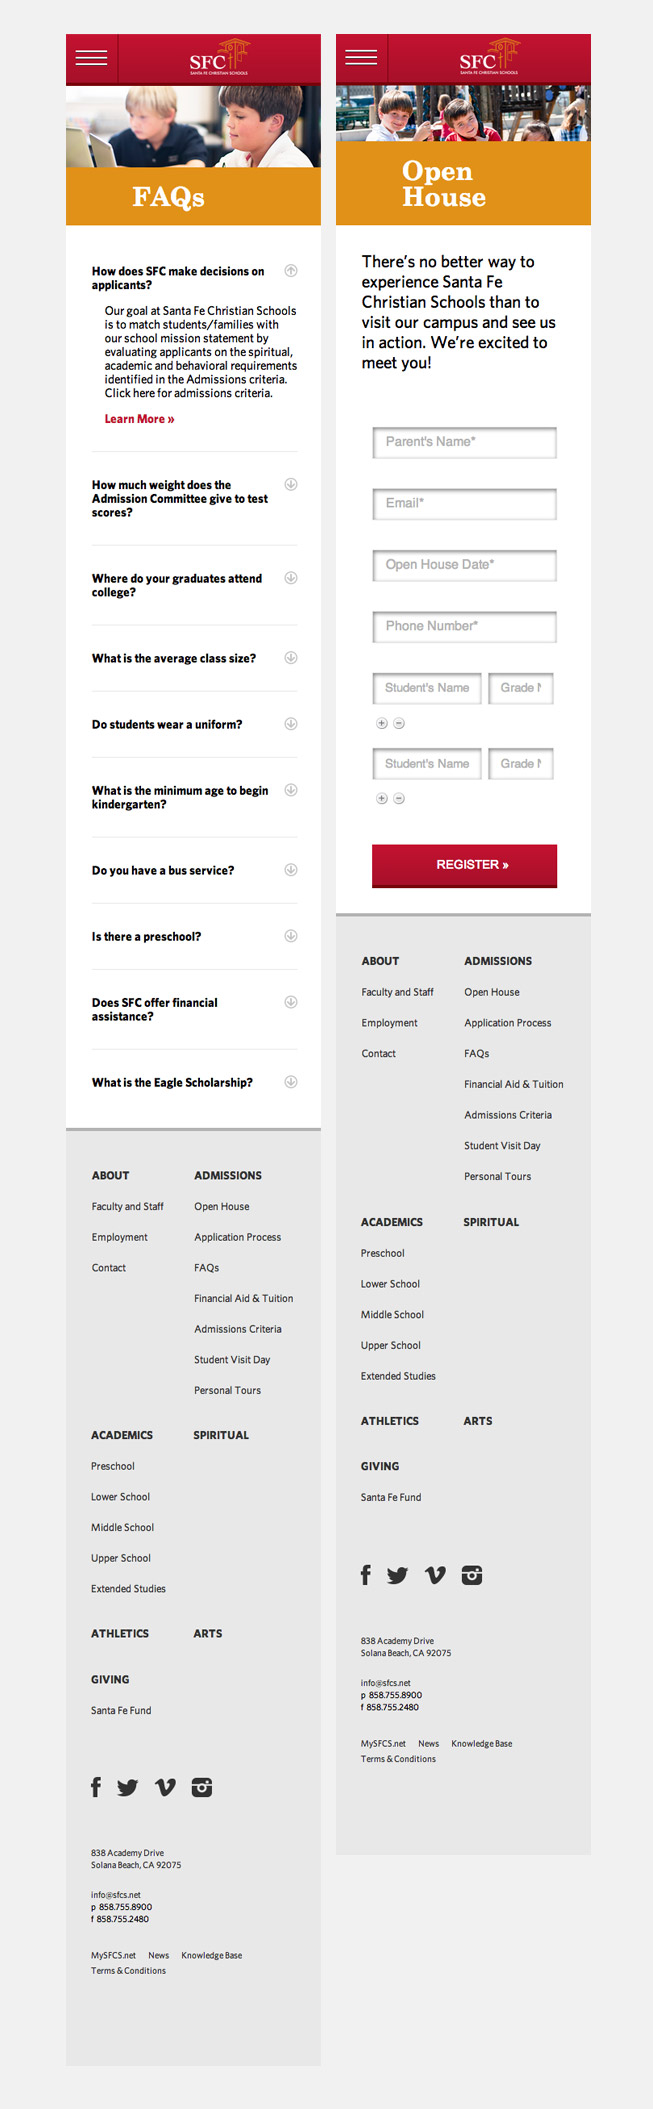 SFC
SANTA FE CHRISTIAN SCHOOLS
FAQs
How does SFC make decisions on
applicants?
Our goal at Santa Fe Christian Schools
is to match students/families with
our school mission statement by
evaluating applicants on the spiritual,
academic and behavioral requirements
identified in the Admissions criteria.
Click here for admissions criteria.
Learn More »
How much weight does the
Admission Committee give to test
scores?
Where do your graduates attend
college?
What is the average class size?
Do students wear a uniform?
What is the minimum age to begin
kindergarten?
Do you have a bus service?
Is there a preschool?
Does SFC offer financial
assistance?
What is the Eagle Scholarship?
ABOUT
Faculty and Staff
Employment
Contact
ADMISSIONS
Open House
Application Process
FAQs
Financial Aid & Tuition
Admissions Criteria
Student Visit Day
Personal Tours
ACADEMICS
Preschool
Lower School
Middle School
Upper School
Extended Studies
SPIRITUAL
ATHLETICS
ARTS
GIVING
Santa Fe Fund
838 Academy Drive
Solana Beach, CA 92075
info@sfcs.net
p 858.755.8900
f 858.755.2480
MySFCS.net News Knowledge Base
Terms & Conditions
SFC
SANTA FE CHRISTIAN SCHOOLS
Open
House
There's no better way to
experience Santa Fe
Christian Schools than to
visit our campus and see us
in action. We're excited to
meet you!
Parent's Name*
Email*
Open House Date*
Phone Number*
Student's Name Grade N
Student's Name Grade N
REGISTER »
ABOUT
Faculty and Staff
Employment
Contact
ADMISSIONS
Open House
Application Process
FAQs
Financial Aid & Tuition
Admissions Criteria
Student Visit Day
Personal Tours
ACADEMICS
Preschool
Lower School
Middle School
Upper School
Extended Studies
SPIRITUAL
ATHLETICS
ARTS
GIVING
Santa Fe Fund
838 Academy Drive
Solana Beach, CA 92075
info@sfcs.net
p 858.755.8900
f 858.755.2480
MySFCS.net News Knowledge Base
Terms & Conditions